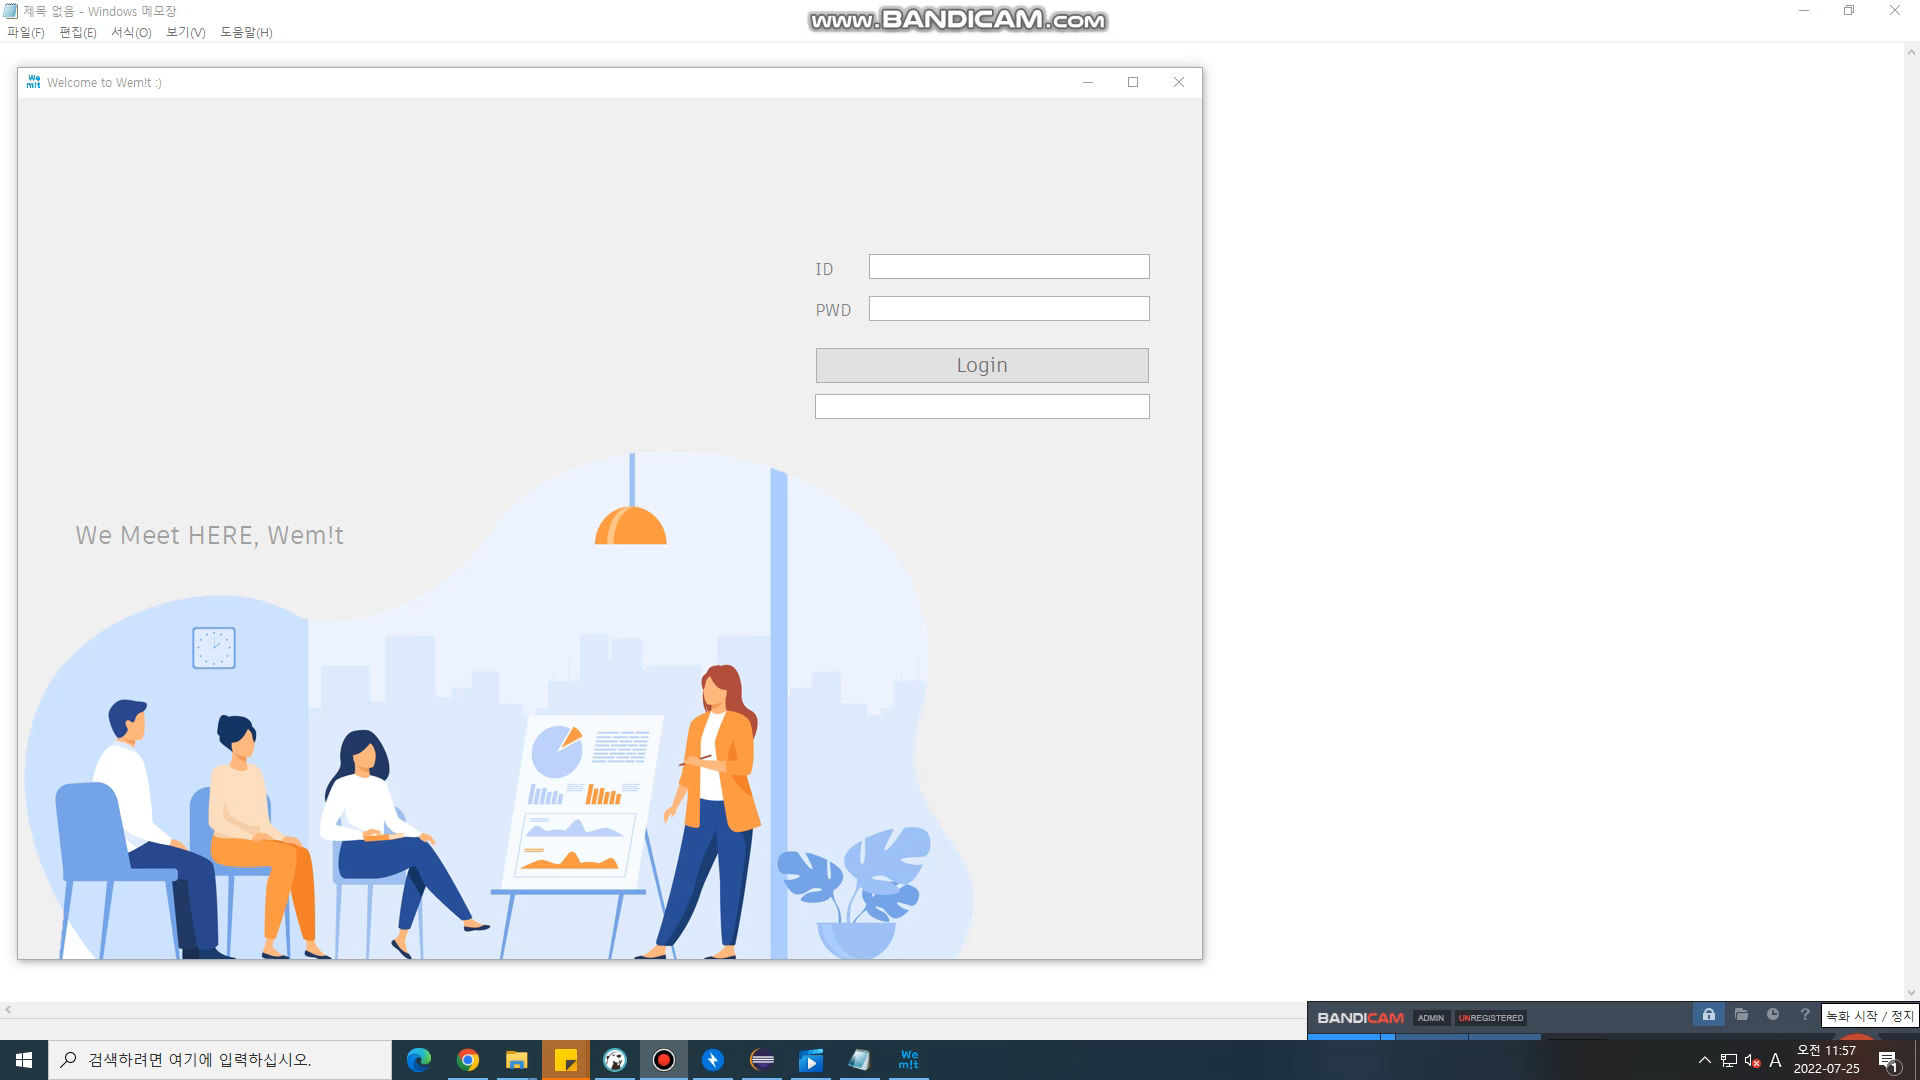 제목 없음 - Windows 메모장
www.BANDICAM.com
파일(F) 편집(E) 서식(O) 보기(V) 도움말(H)
We
m!t
Welcome to Wem!t :)
ID
PWD
Login
We Meet HERE, Wem!t
BANDICAM ADMIN UNREGISTERED
?
녹화 시작 / 정지
검색하려면 여기에 입력하십시오.
We
m!t
A
오전 11:57
2022-07-25
1